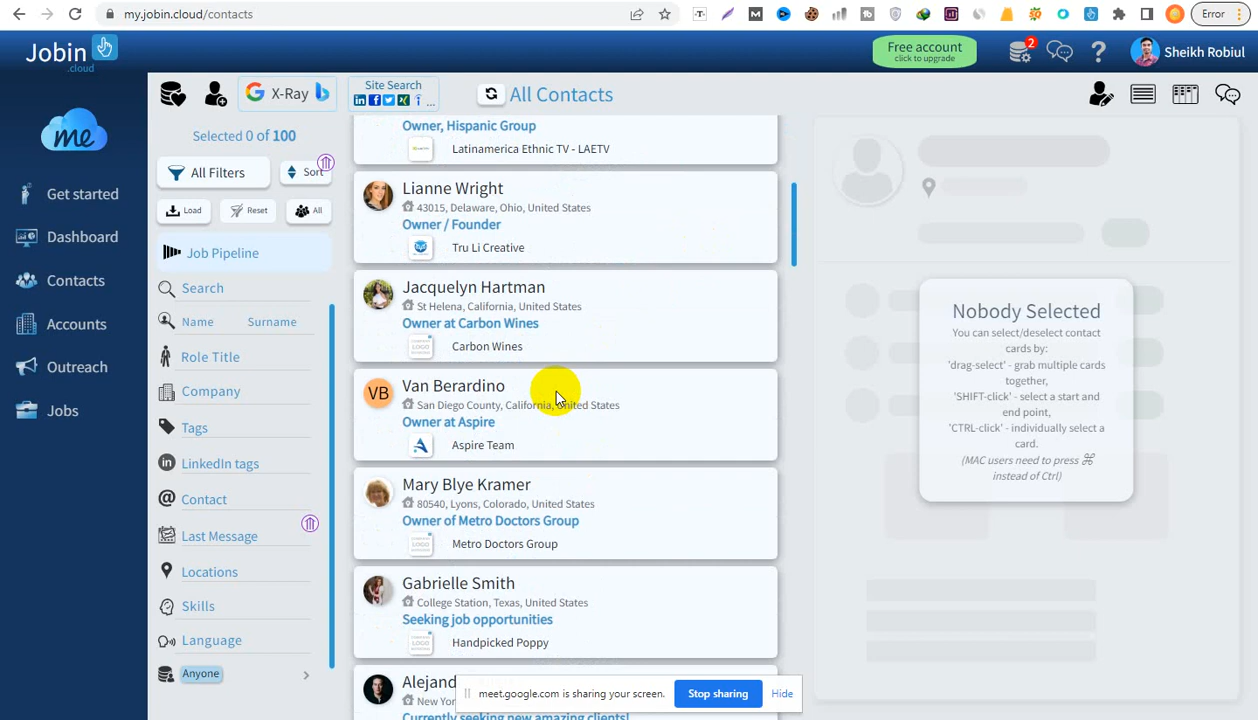 my.jobin.cloud/contacts
Error
Jobin
.cloud
Free account
click to upgrade
2
?
Sheikh Robiul
me
Get started
Dashboard
Contacts
Accounts
Outreach
Jobs
X-Ray
Site Search
...
All Contacts
Selected 0 of 100
All Filters
Sort
Load
Reset
All
Job Pipeline
Search
Name
Surname
Role Title
Company
Tags
LinkedIn tags
Contact
Last Message
Locations
Skills
Language
Anyone
Owner, Hispanic Group
Latinamerica Ethnic TV - LAETV
Lianne Wright
43015, Delaware, Ohio, United States
Owner / Founder
Tru Li Creative
Jacquelyn Hartman
St Helena, California, United States
Owner at Carbon Wines
Carbon Wines
VB
Van Berardino
San Diego County, California, United States
Owner at Aspire
Aspire Team
Mary Blye Kramer
80540, Lyons, Colorado, United States
Owner of Metro Doctors Group
Metro Doctors Group
Gabrielle Smith
College Station, Texas, United States
Seeking job opportunities
Handpicked Poppy
Alejand
New Yor
Currently seeking new amazing clients!
meet.google.com is sharing your screen.
Stop sharing
Hide
Nobody Selected
You can select/deselect contact
cards by:
'drag-select' - grab multiple cards
together,
'SHIFT-click' - select a start and
end point,
'CTRL-click' - individually select a
card.
(MAC users need to press ⌘
instead of Ctrl)